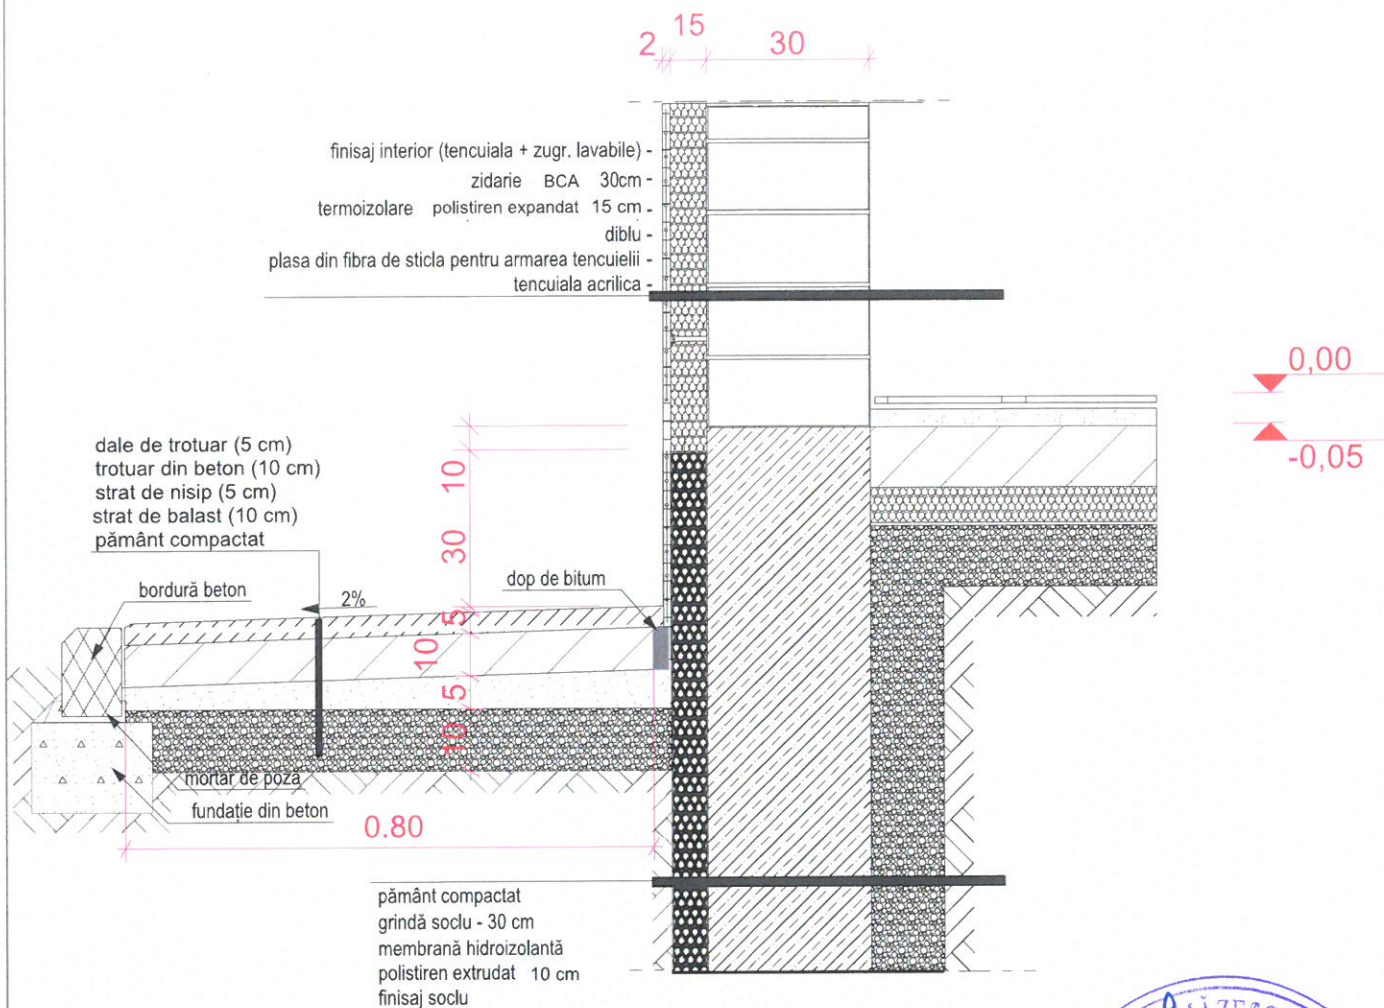 15
2
30
finisaj interior (tencuiala + zugr. lavabile) -
zidarie BCA 30cm -
termoizolare polistiren expandat 15 cm -
diblu -
plasa din fibra de sticla pentru armarea tencuielii -
tencuiala acrilica -
0,00
-0,05
dale de trotuar (5 cm)
trotuar din beton (10 cm)
strat de nisip (5 cm)
strat de balast (10 cm)
pământ compactat
10
30
5
10
5
10
bordură beton
2%
dop de bitum
mortar de poza
fundație din beton
0.80
pământ compactat
grindă soclu - 30 cm
membrană hidroizolantă
polistiren extrudat 10 cm
finisaj soclu